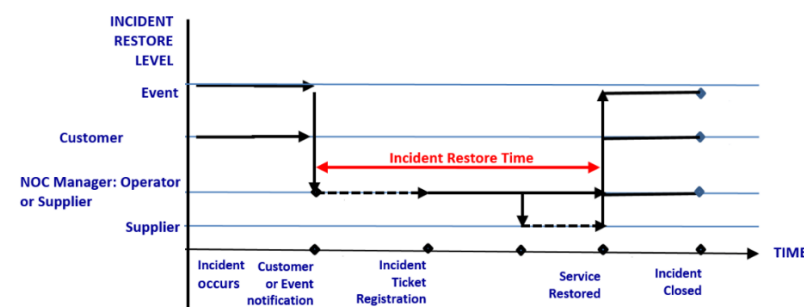 INCIDENT
RESTORE
LEVEL
Event
Customer
Incident Restore Time
NOC Manager: Operator
or Supplier
Supplier
TIME
Incident
occurs
Customer
or Event
notification
Incident
Ticket
Registration
Service
Restored
Incident
Closed